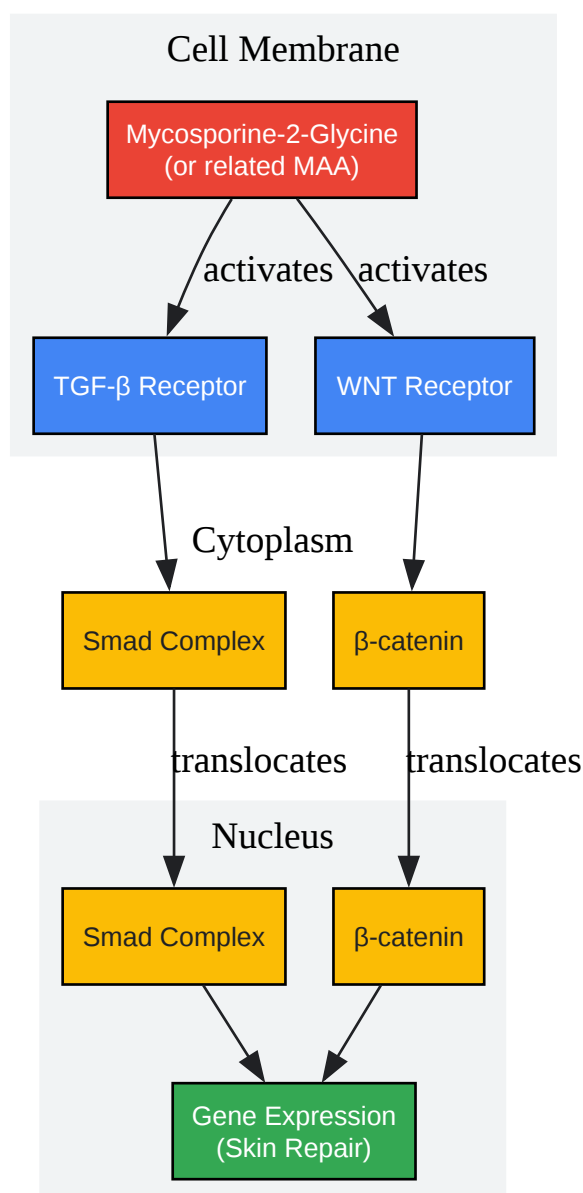 Cell Membrane
Mycosporine-2-Glycine
(or related MAA)
activates
activates
TGF-β Receptor
WNT Receptor
Cytoplasm
Smad Complex
β-catenin
translocates
translocates
Nucleus
Smad Complex
β-catenin
Gene Expression
(Skin Repair)